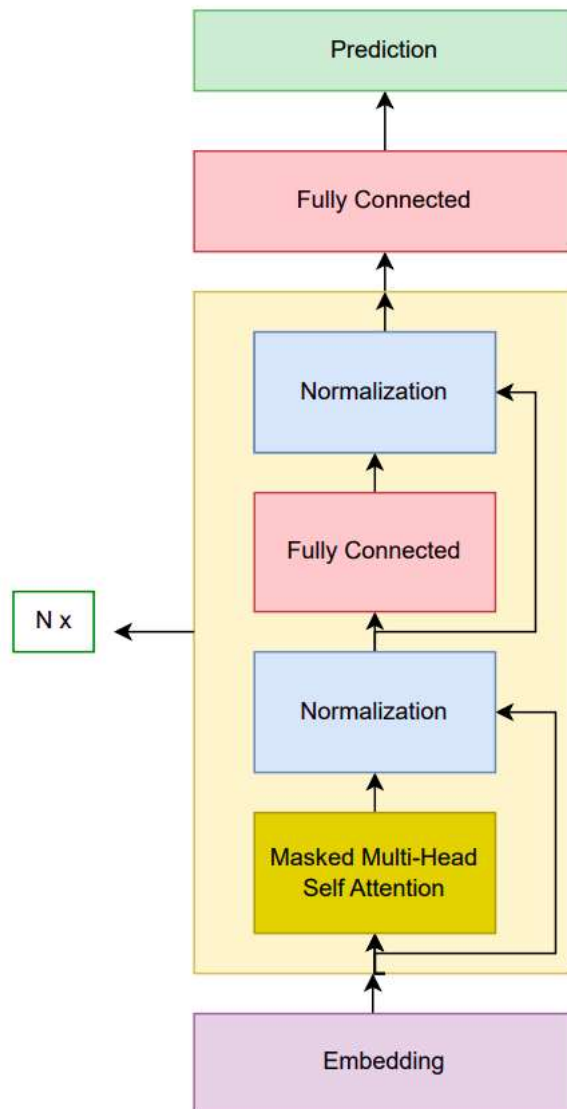 Prediction
Fully Connected
Normalization
Fully Connected
N x
Normalization
Masked Multi-Head
Self Attention
Embedding